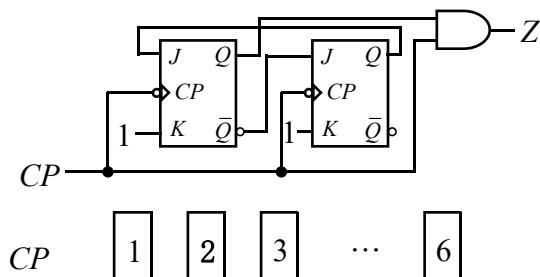 J Q J Q Z
CP CP
1 K Q̄ 1 K Q̄
CP
CP 1 2 3 ··· 6